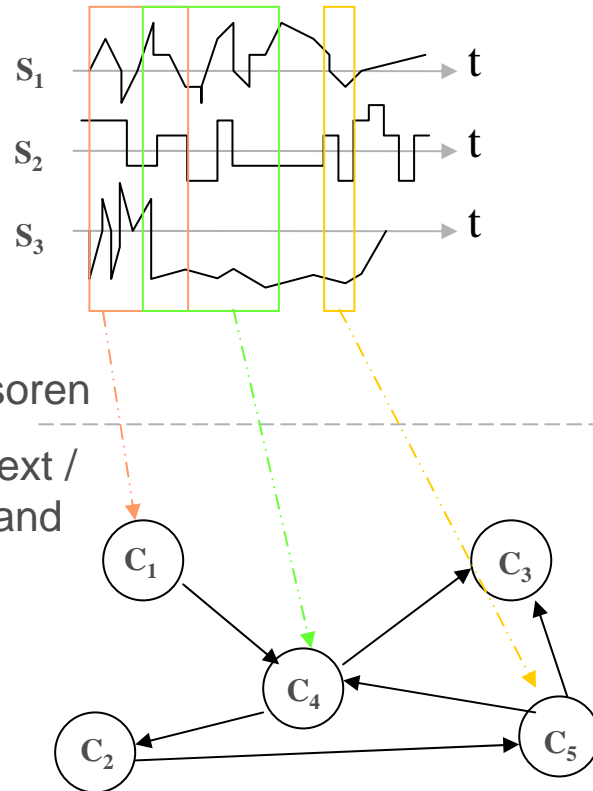 S₁ t
S₂ t
S₃ t
soren
ext /
and
C₁
C₃
C₄
C₂
C₅